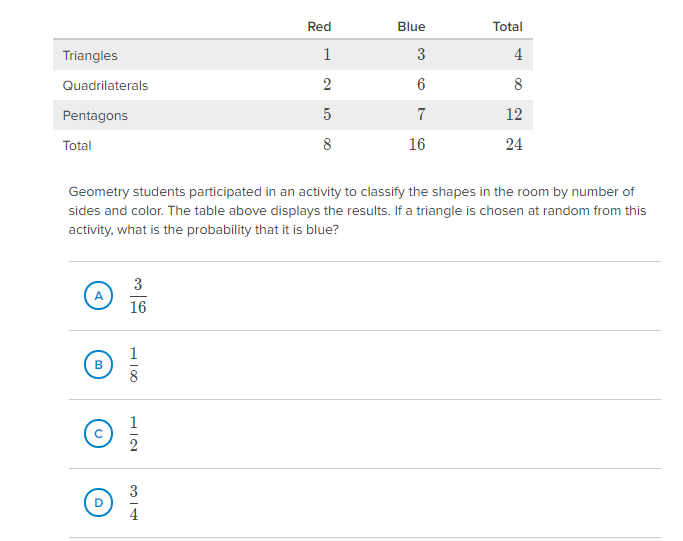 Red Blue Total
Triangles 1 3 4
Quadrilaterals 2 6 8
Pentagons 5 7 12
Total 8 16 24
Geometry students participated in an activity to classify the shapes in the room by number of
sides and color. The table above displays the results. If a triangle is chosen at random from this
activity, what is the probability that it is blue?
A 3/16
B 1/8
C 1/2
D 3/4